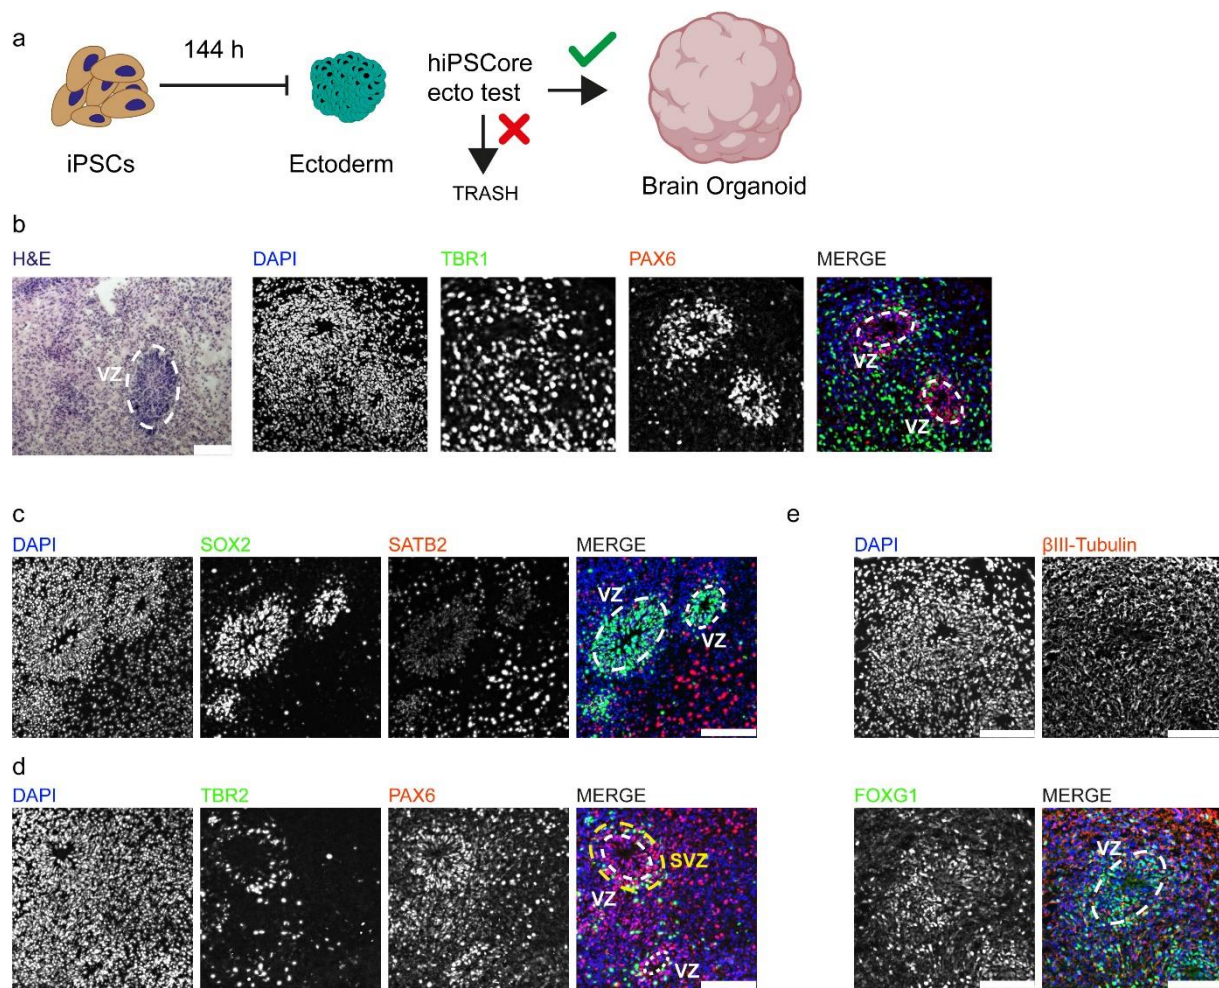 a
144 h
hiPSCore
ecto test
iPSCs
Ectoderm
TRASH
Brain Organoid
b
H&E
DAPI
TBR1
PAX6
MERGE
VZ
VZ
VZ
c
DAPI
SOX2
SATB2
MERGE
VZ
VZ
e
DAPI
βIII-Tubulin
d
DAPI
TBR2
PAX6
MERGE
SVZ
VZ
VZ
FOXG1
MERGE
VZ